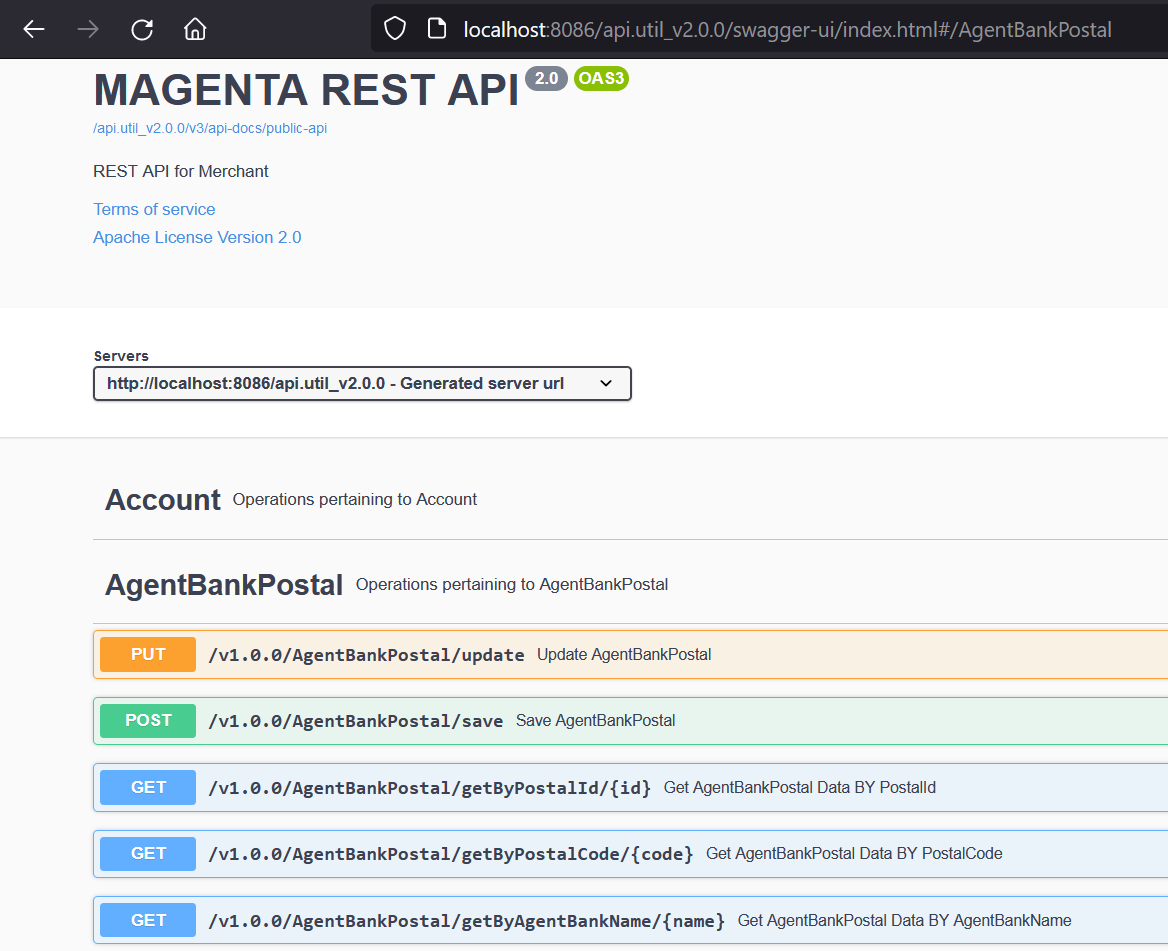 localhost:8086/api.util_v2.0.0/swagger-ui/index.html#/AgentBankPostal
MAGENTA REST API 2.0 OAS3
/api.util_v2.0.0/v3/api-docs/public-api
REST API for Merchant
Terms of service
Apache License Version 2.0
Servers
http://localhost:8086/api.util_v2.0.0 - Generated server url
Account Operations pertaining to Account
AgentBankPostal Operations pertaining to AgentBankPostal
PUT /v1.0.0/AgentBankPostal/update Update AgentBankPostal
POST /v1.0.0/AgentBankPostal/save Save AgentBankPostal
GET /v1.0.0/AgentBankPostal/getByPostalId/{id} Get AgentBankPostal Data BY PostalId
GET /v1.0.0/AgentBankPostal/getByPostalCode/{code} Get AgentBankPostal Data BY PostalCode
GET /v1.0.0/AgentBankPostal/getByAgentBankName/{name} Get AgentBankPostal Data BY AgentBankName